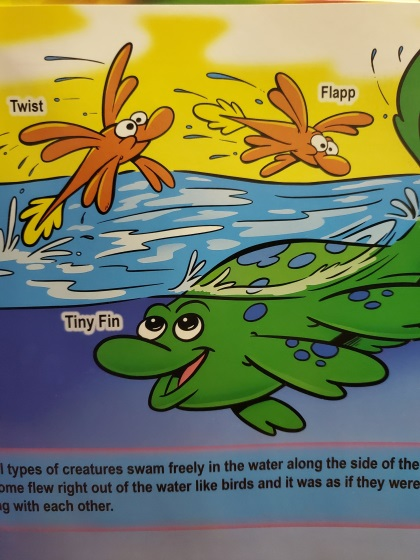 Twist
Flapp
Tiny Fin
l types of creatures swam freely in the water along the side of the
ome flew right out of the water like birds and it was as if they were
g with each other.